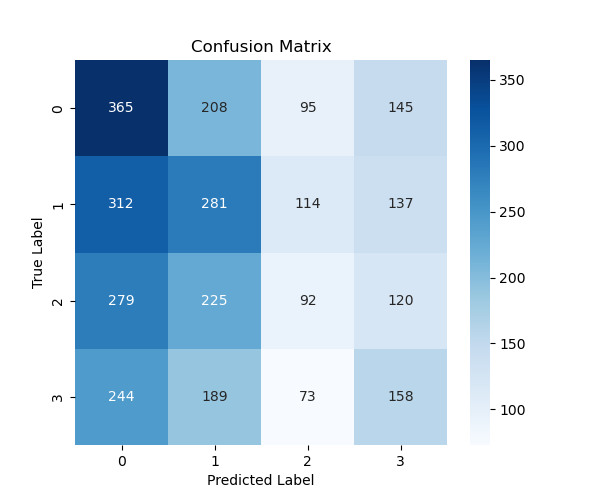 Confusion Matrix
True Label
0 365 208 95 145
1 312 281 114 137
2 279 225 92 120
3 244 189 73 158
0 1 2 3
Predicted Label
350
300
250
200
150
100